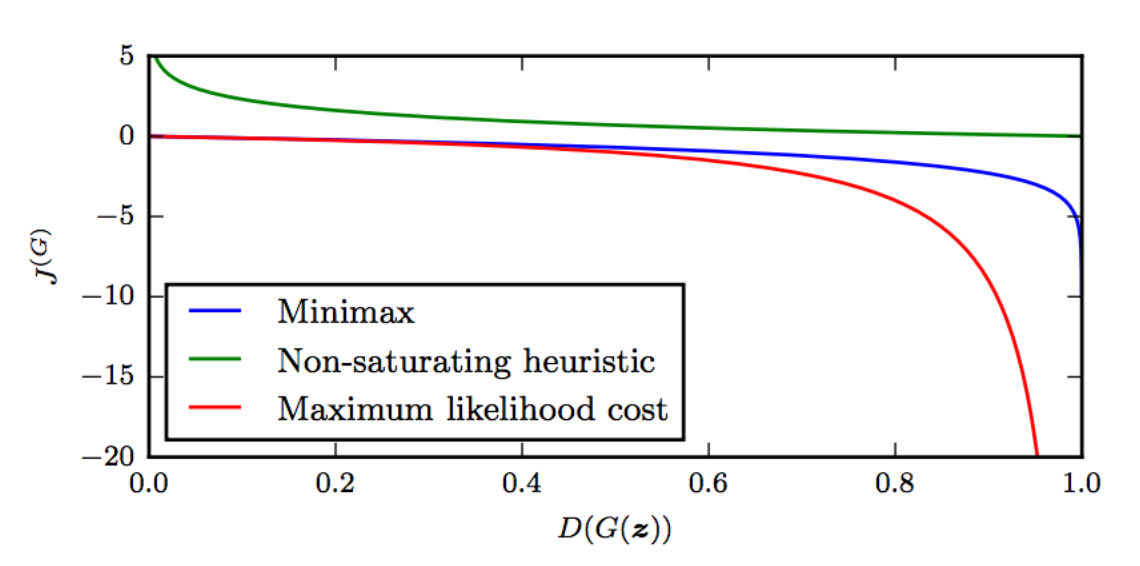 5
0
−5
−10
−15
−20
J^(G)
Minimax
Non-saturating heuristic
Maximum likelihood cost
0.0 0.2 0.4 0.6 0.8 1.0
D(G(z))